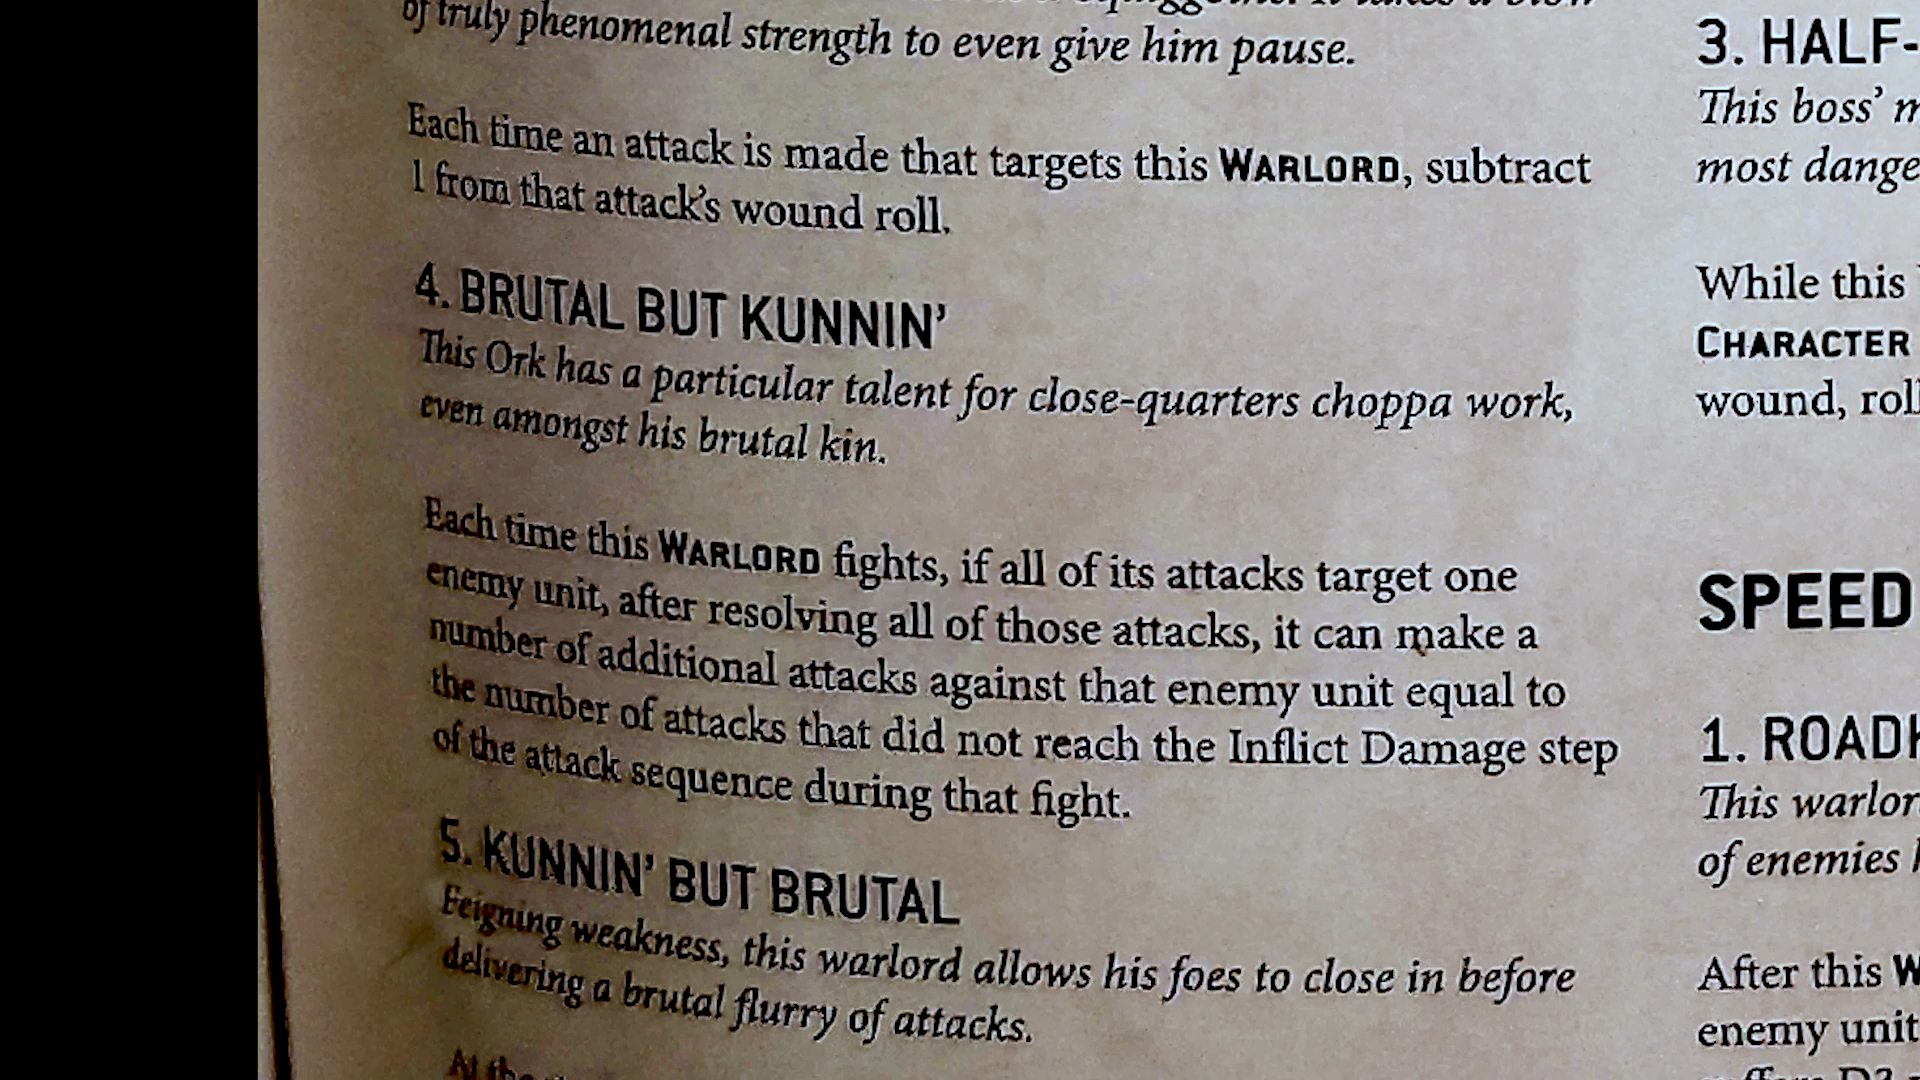 of truly phenomenal strength to even give him pause.
Each time an attack is made that targets this WARLORD, subtract
1 from that attack's wound roll.
4. BRUTAL BUT KUNNIN'
This Ork has a particular talent for close-quarters choppa work,
even amongst his brutal kin.
Each time this WARLORD fights, if all of its attacks target one
enemy unit, after resolving all of those attacks, it can make a
number of additional attacks against that enemy unit equal to
the number of attacks that did not reach the Inflict Damage step
of the attack sequence during that fight.
5. KUNNIN' BUT BRUTAL
Feigning weakness, this warlord allows his foes to close in before
delivering a brutal flurry of attacks.
At the
3. HALF-
This boss'
most dange
While this
CHARACTER
wound, roll
SPEED
1. ROAD
This warlor
of enemies
After this W
enemy unit